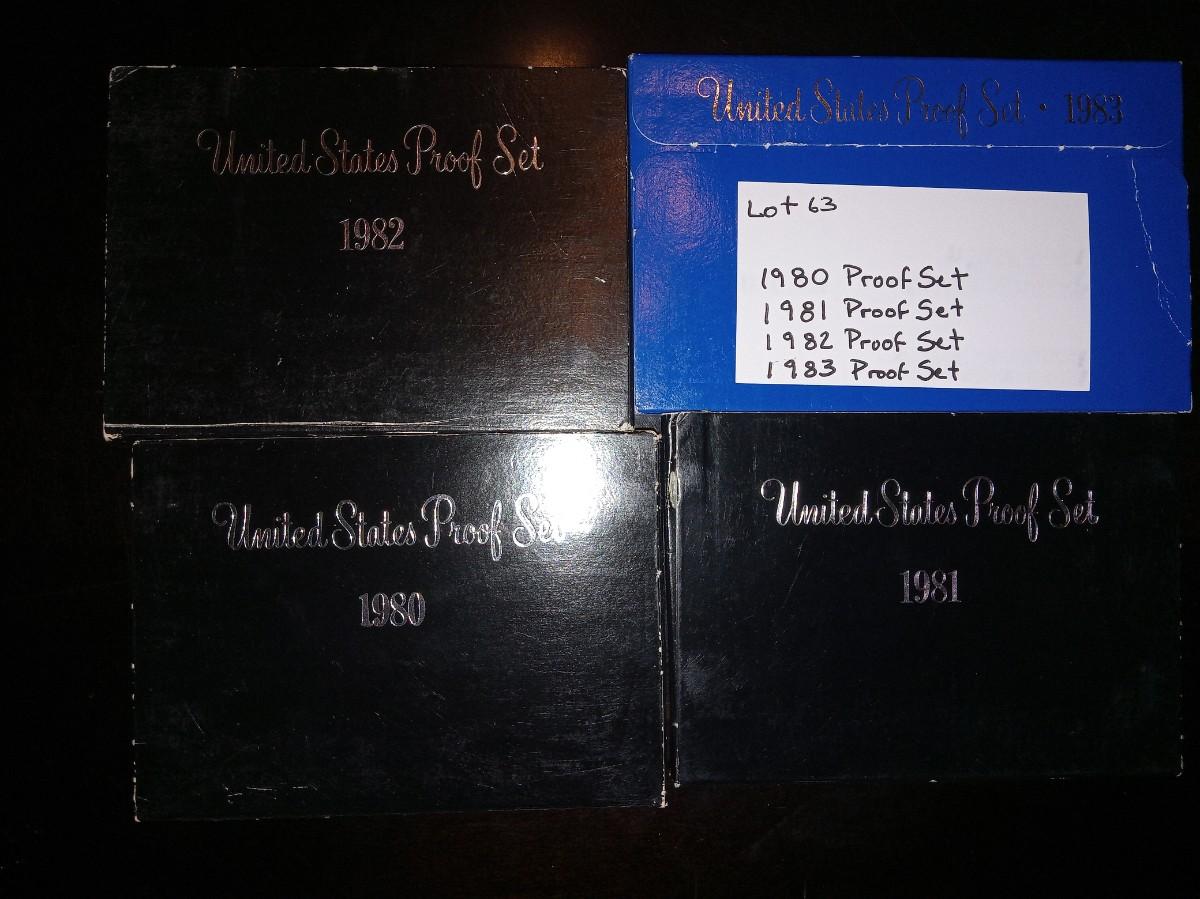 United States Proof Set
1982
United States Proof Set · 1983
Lot 63
1980 Proof Set
1981 Proof Set
1982 Proof Set
1983 Proof Set
United States Proof Set
1980
United States Proof Set
1981